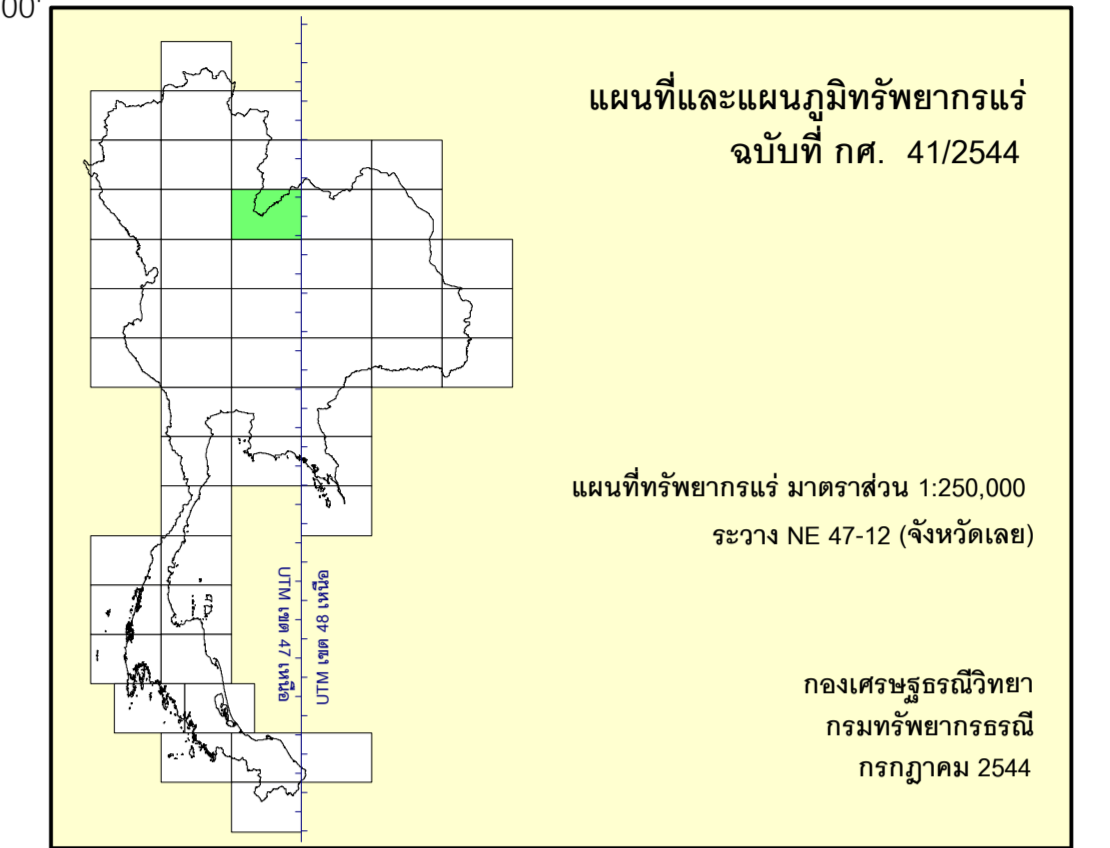 00'
แผนที่และแผนภูมิทรัพยากรแร่
ฉบับที่ กศ. 41/2544
แผนที่ทรัพยากรแร่ มาตราส่วน 1:250,000
ระวาง NE 47-12 (จังหวัดเลย)
UTM เขต 47 เหนือ
UTM เขต 48 เหนือ
กองเศรษฐธรณีวิทยา
กรมทรัพยากรธรณี
กรกฎาคม 2544